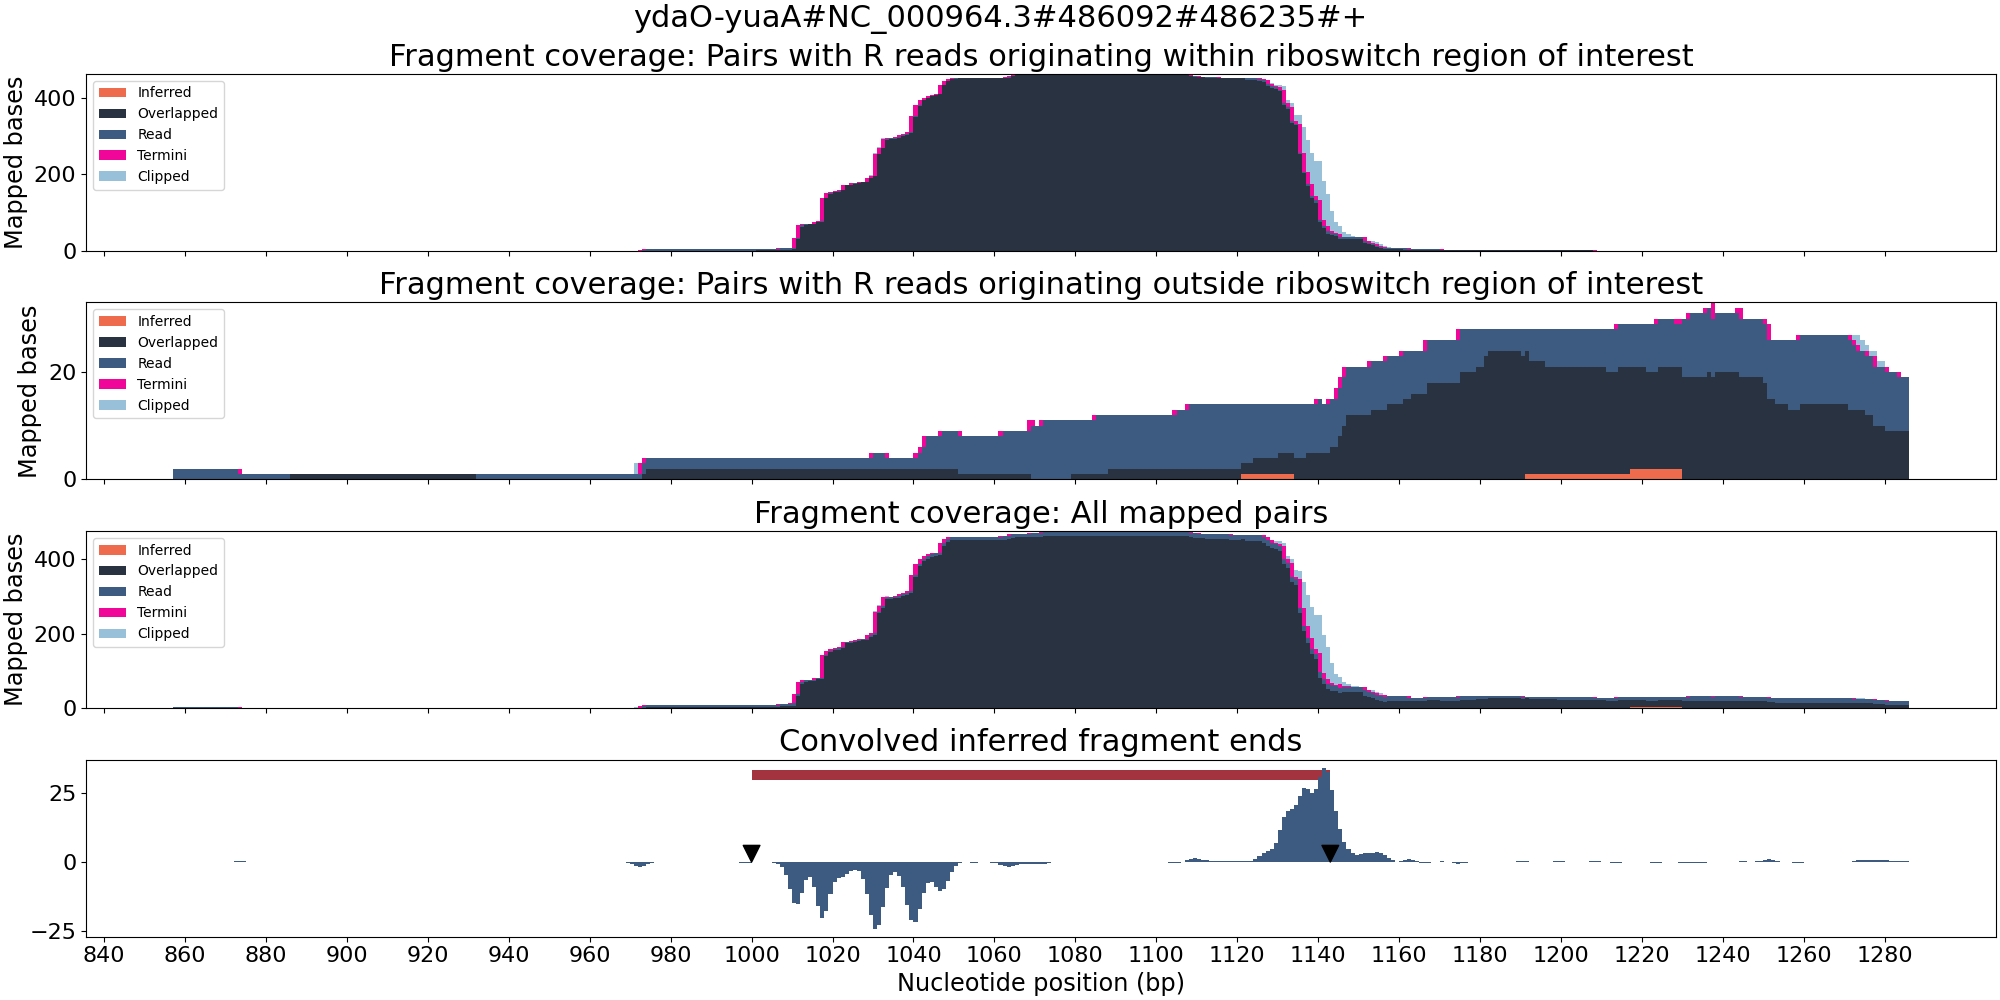 ydaO-yuaA#NC_000964.3#486092#486235#+
Fragment coverage: Pairs with R reads originating within riboswitch region of interest
Mapped bases
400
200
0
Inferred
Overlapped
Read
Termini
Clipped
Fragment coverage: Pairs with R reads originating outside riboswitch region of interest
Mapped bases
20
0
Inferred
Overlapped
Read
Termini
Clipped
Fragment coverage: All mapped pairs
Mapped bases
400
200
0
Inferred
Overlapped
Read
Termini
Clipped
Convolved inferred fragment ends
25
0
−25
840 860 880 900 920 940 960 980 1000 1020 1040 1060 1080 1100 1120 1140 1160 1180 1200 1220 1240 1260 1280
Nucleotide position (bp)